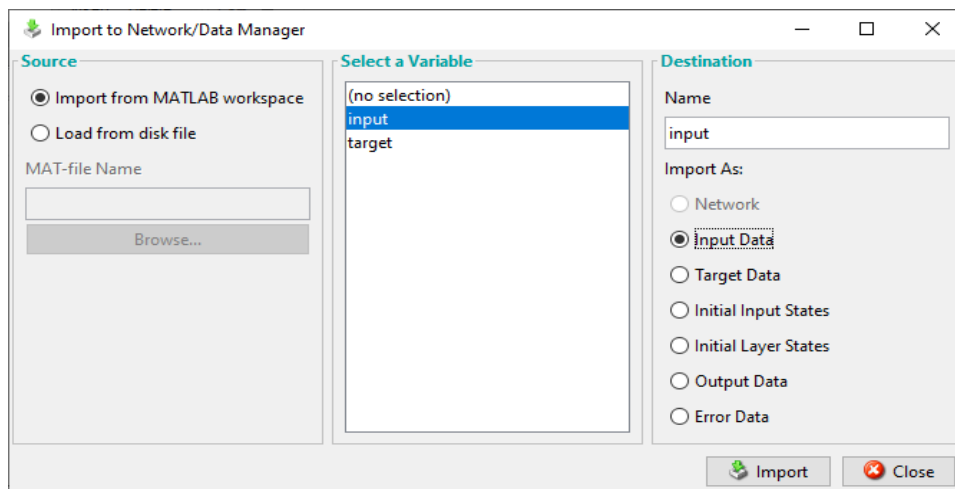 Import to Network/Data Manager
Source
Import from MATLAB workspace
Load from disk file
MAT-file Name
Browse...
Select a Variable
(no selection)
input
target
Destination
Name
input
Import As:
Network
Input Data
Target Data
Initial Input States
Initial Layer States
Output Data
Error Data
Import
Close